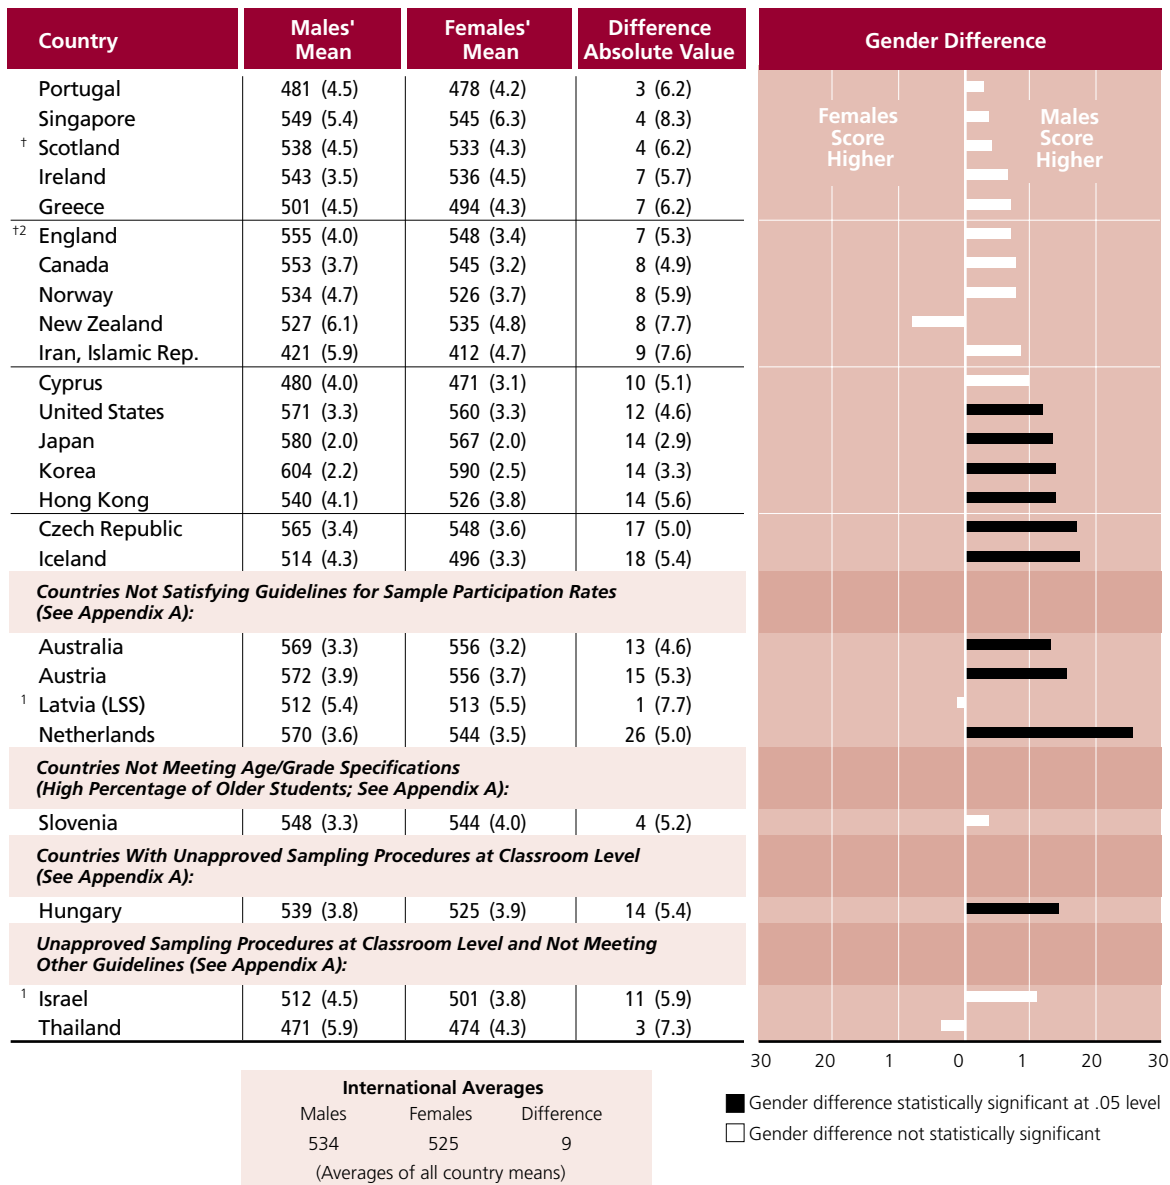 Country Males' Mean Females' Mean Difference Absolute Value Gender Difference
Females Score Higher Males Score Higher
Portugal 481 (4.5) 478 (4.2) 3 (6.2)
Singapore 549 (5.4) 545 (6.3) 4 (8.3)
† Scotland 538 (4.5) 533 (4.3) 4 (6.2)
Ireland 543 (3.5) 536 (4.5) 7 (5.7)
Greece 501 (4.5) 494 (4.3) 7 (6.2)
†2 England 555 (4.0) 548 (3.4) 7 (5.3)
Canada 553 (3.7) 545 (3.2) 8 (4.9)
Norway 534 (4.7) 526 (3.7) 8 (5.9)
New Zealand 527 (6.1) 535 (4.8) 8 (7.7)
Iran, Islamic Rep. 421 (5.9) 412 (4.7) 9 (7.6)
Cyprus 480 (4.0) 471 (3.1) 10 (5.1)
United States 571 (3.3) 560 (3.3) 12 (4.6)
Japan 580 (2.0) 567 (2.0) 14 (2.9)
Korea 604 (2.2) 590 (2.5) 14 (3.3)
Hong Kong 540 (4.1) 526 (3.8) 14 (5.6)
Czech Republic 565 (3.4) 548 (3.6) 17 (5.0)
Iceland 514 (4.3) 496 (3.3) 18 (5.4)
Countries Not Satisfying Guidelines for Sample Participation Rates
(See Appendix A):
Australia 569 (3.3) 556 (3.2) 13 (4.6)
Austria 572 (3.9) 556 (3.7) 15 (5.3)
1 Latvia (LSS) 512 (5.4) 513 (5.5) 1 (7.7)
Netherlands 570 (3.6) 544 (3.5) 26 (5.0)
Countries Not Meeting Age/Grade Specifications
(High Percentage of Older Students; See Appendix A):
Slovenia 548 (3.3) 544 (4.0) 4 (5.2)
Countries With Unapproved Sampling Procedures at Classroom Level
(See Appendix A):
Hungary 539 (3.8) 525 (3.9) 14 (5.4)
Unapproved Sampling Procedures at Classroom Level and Not Meeting
Other Guidelines (See Appendix A):
1 Israel 512 (4.5) 501 (3.8) 11 (5.9)
Thailand 471 (5.9) 474 (4.3) 3 (7.3)
30 20 1 0 1 20 30
International Averages
Males Females Difference
534 525 9
(Averages of all country means)
Gender difference statistically significant at .05 level
Gender difference not statistically significant